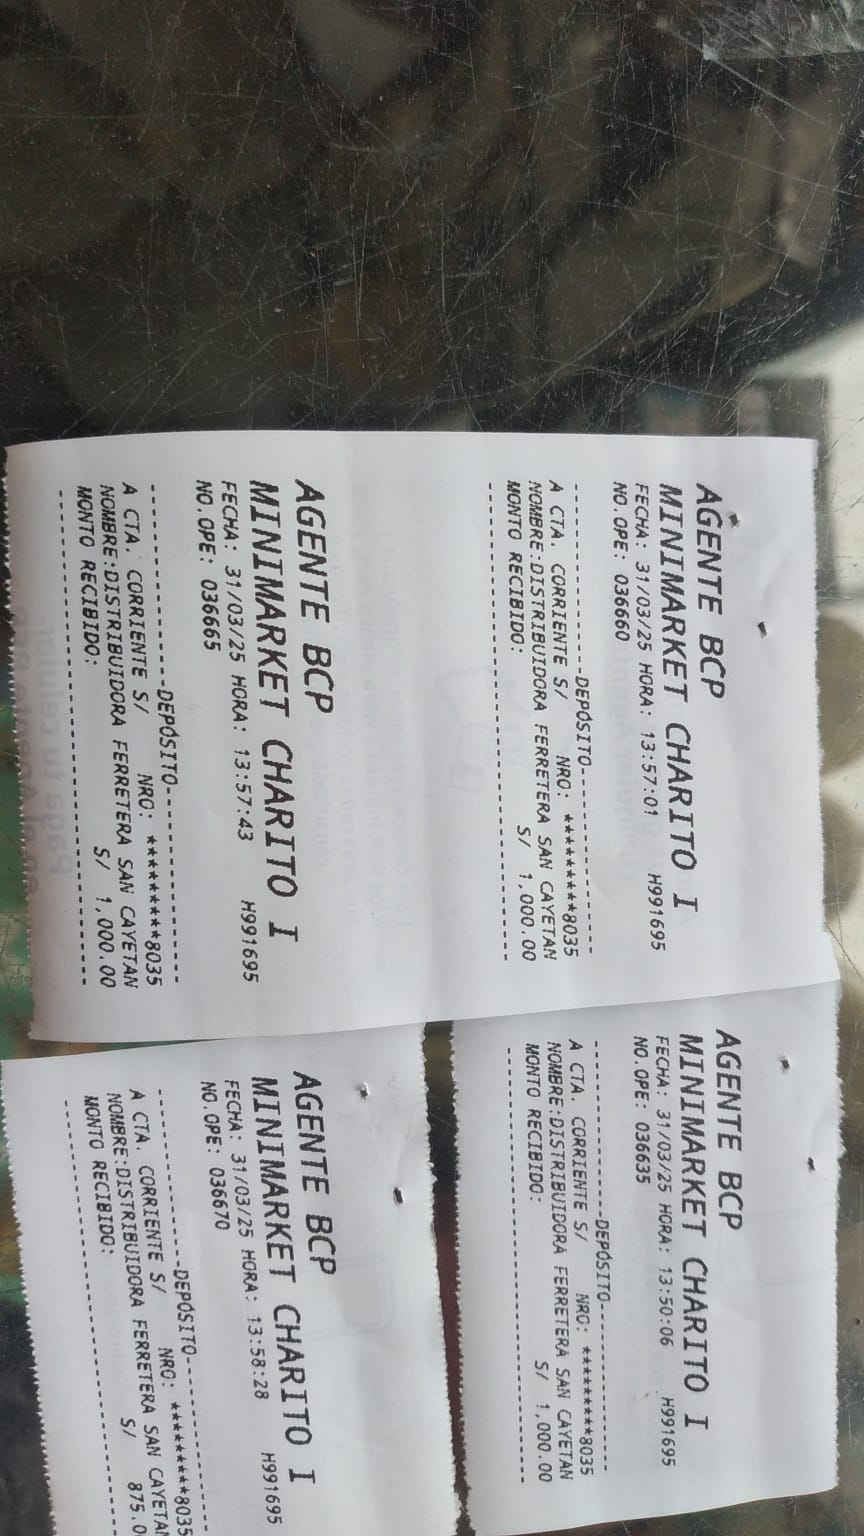 AGENTE BCP
MINIMARKET CHARITO I
FECHA: 31/03/25 HORA: 13:57:01 H991695
NO.OPE: 036660
----------------DEPÓSITO----------------
A CTA. CORRIENTE S/ NRO: *********8035
NOMBRE:DISTRIBUIDORA FERRETERA SAN CAYETAN
MONTO RECIBIDO: S/ 1,000.00
AGENTE BCP
MINIMARKET CHARITO I
FECHA: 31/03/25 HORA: 13:57:43 H991695
NO.OPE: 036665
----------------DEPÓSITO----------------
A CTA. CORRIENTE S/ NRO: *********8035
NOMBRE:DISTRIBUIDORA FERRETERA SAN CAYETAN
MONTO RECIBIDO: S/ 1,000.00
AGENTE BCP
MINIMARKET CHARITO I
FECHA: 31/03/25 HORA: 13:50:06 H991695
NO.OPE: 036635
----------------DEPÓSITO----------------
A CTA. CORRIENTE S/ NRO: *********8035
NOMBRE:DISTRIBUIDORA FERRETERA SAN CAYETAN
MONTO RECIBIDO: S/ 1,000.00
AGENTE BCP
MINIMARKET CHARITO I
FECHA: 31/03/25 HORA: 13:58:28 H991695
NO.OPE: 036670
----------------DEPÓSITO----------------
A CTA. CORRIENTE S/ NRO: *********8035
NOMBRE:DISTRIBUIDORA FERRETERA SAN CAYETAN
MONTO RECIBIDO: S/ 875.0